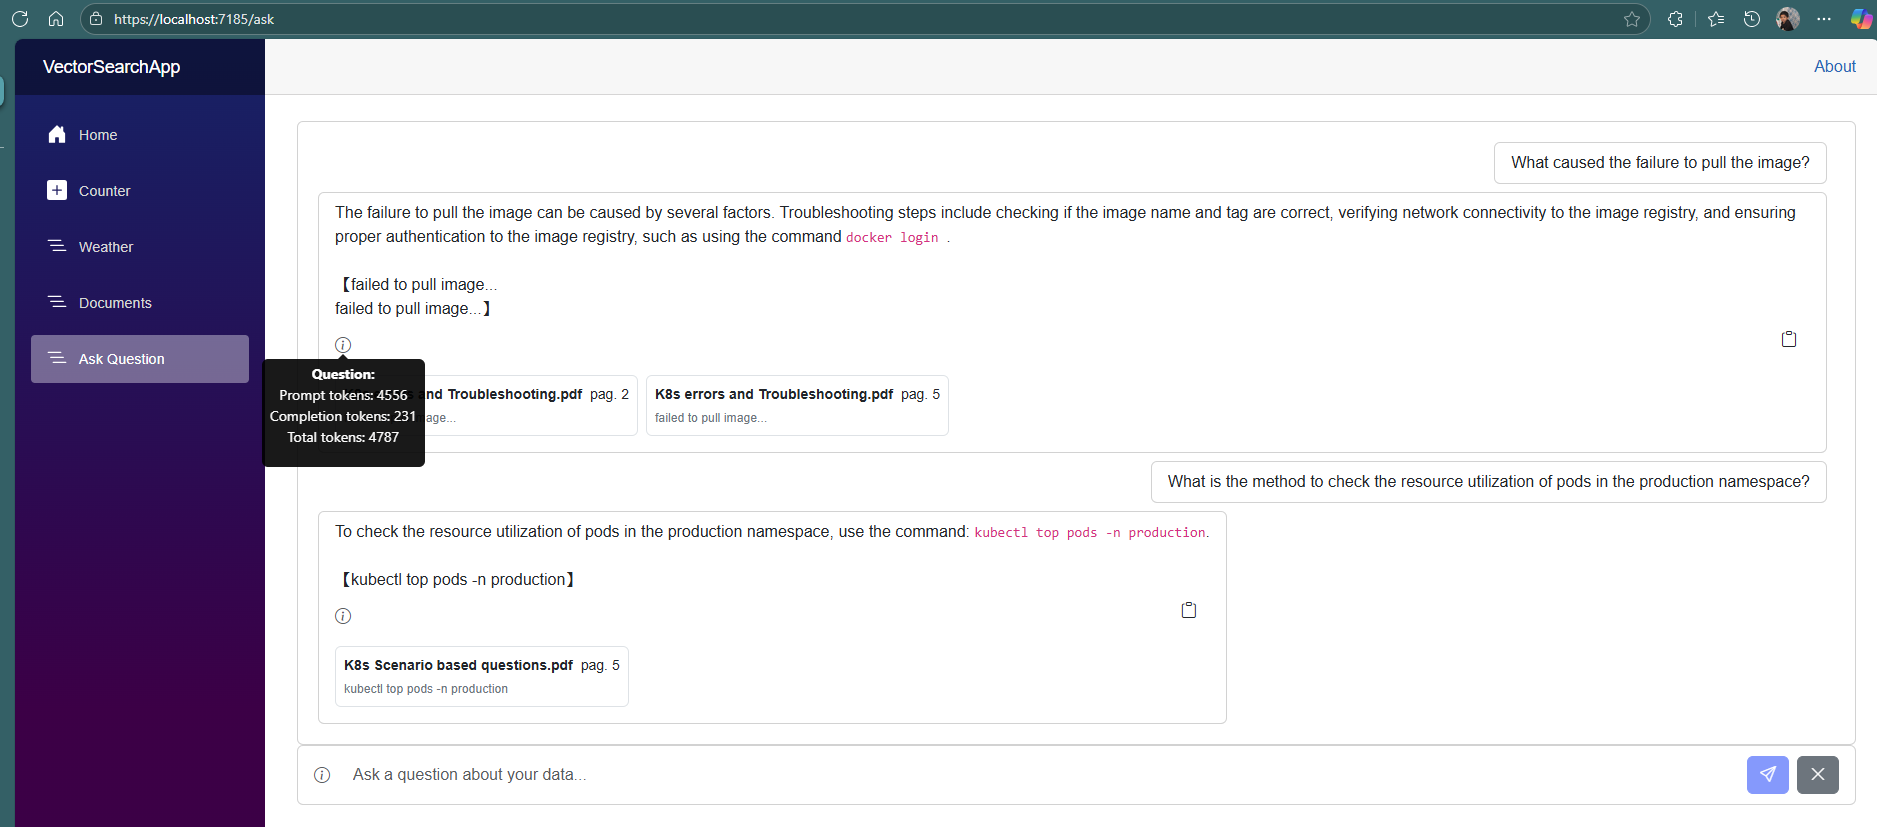 https://localhost:7185/ask
VectorSearchApp
About
Home
Counter
Weather
Documents
Ask Question
What caused the failure to pull the image?
The failure to pull the image can be caused by several factors. Troubleshooting steps include checking if the image name and tag are correct, verifying network connectivity to the image registry, and ensuring
proper authentication to the image registry, such as using the command docker login .
【failed to pull image...
failed to pull image...】
Question:
Prompt tokens: 4556
Completion tokens: 231
Total tokens: 4787
and Troubleshooting.pdf pag. 2
age...
K8s errors and Troubleshooting.pdf pag. 5
failed to pull image...
What is the method to check the resource utilization of pods in the production namespace?
To check the resource utilization of pods in the production namespace, use the command: kubectl top pods -n production.
【kubectl top pods -n production】
K8s Scenario based questions.pdf pag. 5
kubectl top pods -n production
Ask a question about your data...